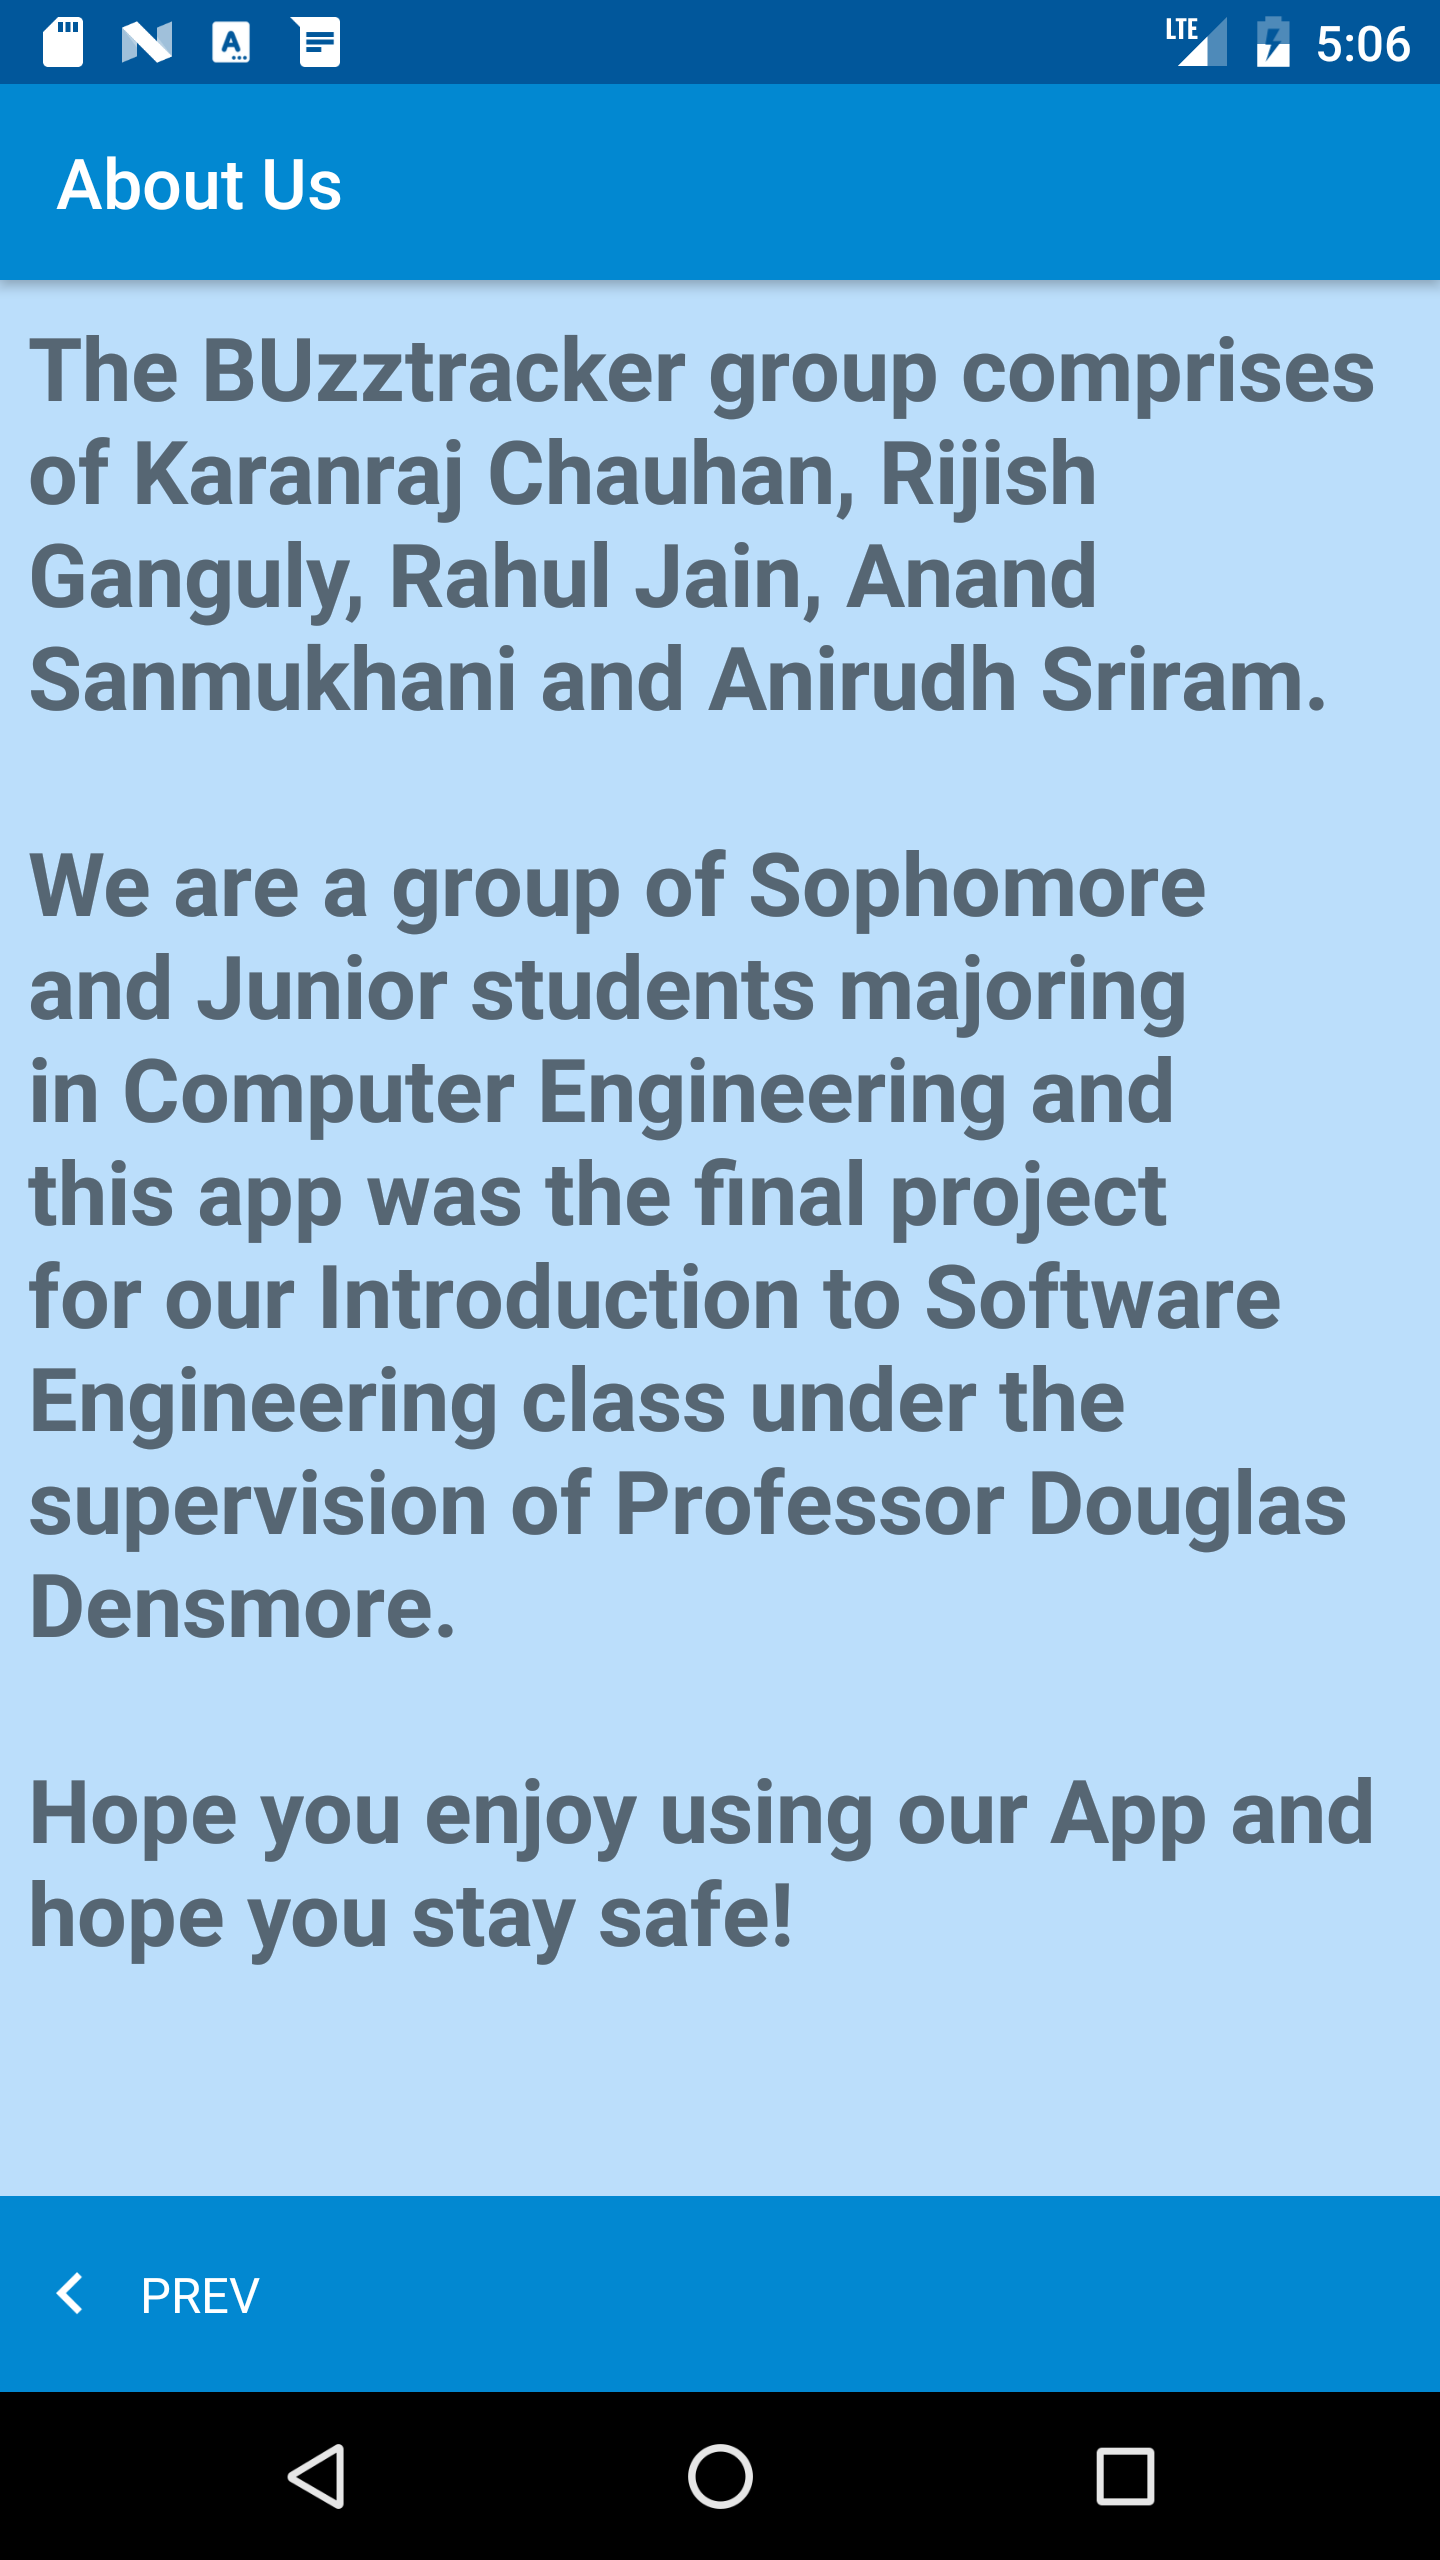 LTE 5:06
About Us
The BUzztracker group comprises
of Karanraj Chauhan, Rijish
Ganguly, Rahul Jain, Anand
Sanmukhani and Anirudh Sriram.
We are a group of Sophomore
and Junior students majoring
in Computer Engineering and
this app was the final project
for our Introduction to Software
Engineering class under the
supervision of Professor Douglas
Densmore.
Hope you enjoy using our App and
hope you stay safe!
PREV